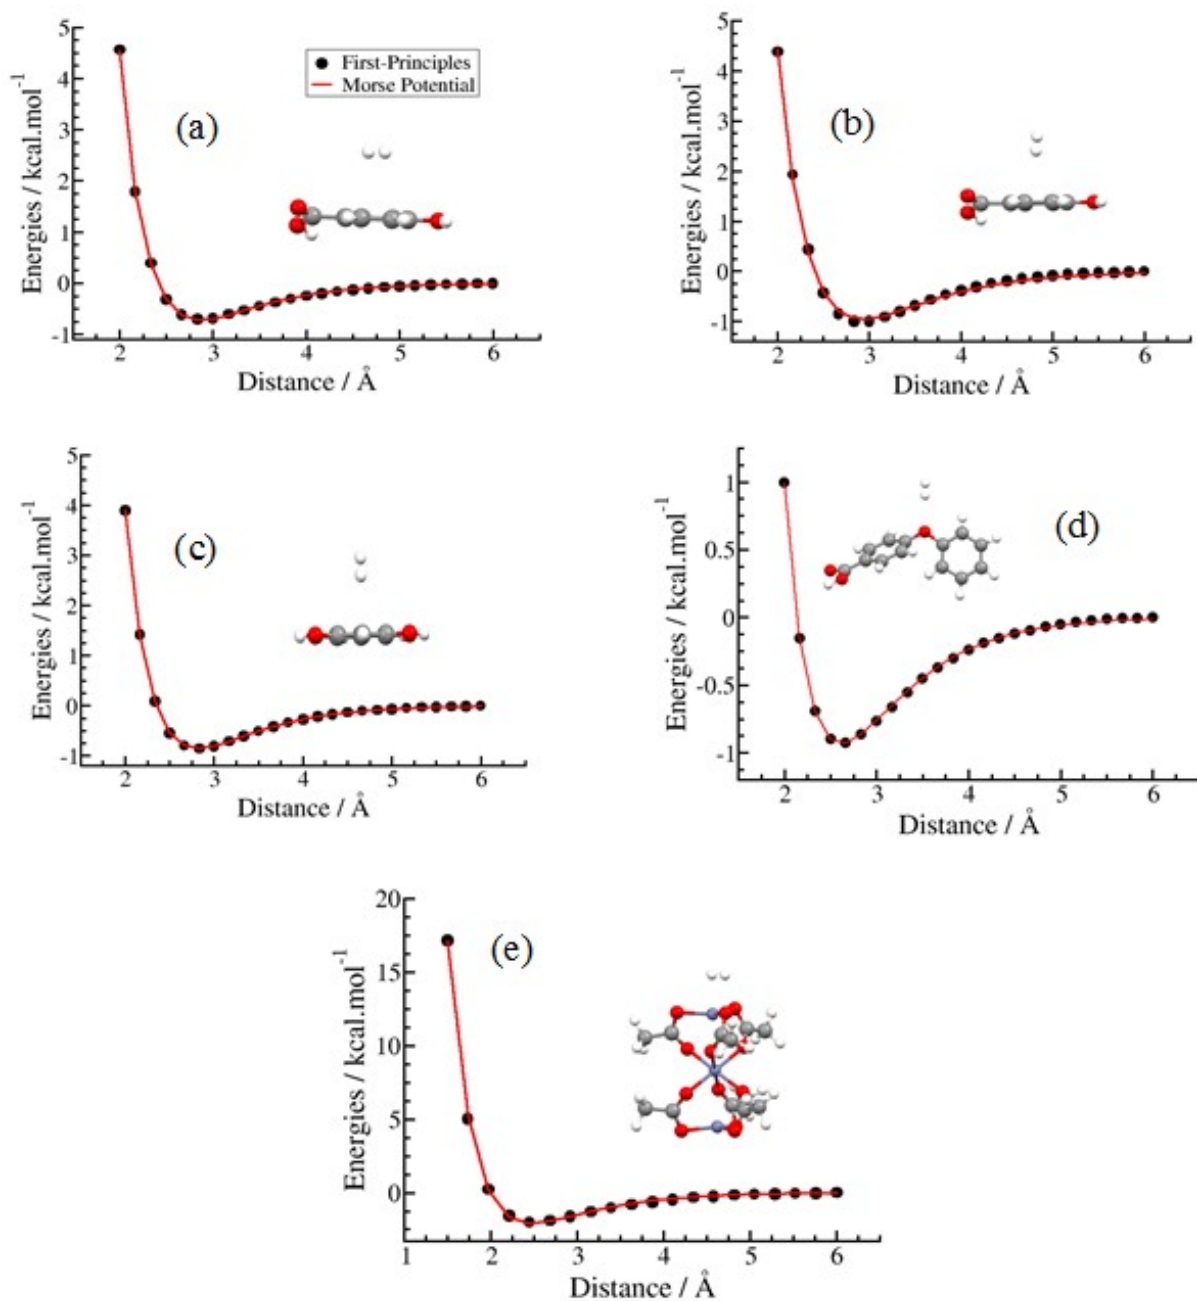 5
4
3
2
1
0
-1
Energies / kcal.mol-1
First-Principles
Morse Potential
(a)
2 3 4 5 6
Distance / Å
5
4
3
2
1
0
-1
Energies / kcal.mol-1
(b)
2 3 4 5 6
Distance / Å
5
4
3
2
1
0
-1
Energies / kcal.mol-1
(c)
2 3 4 5 6
Distance / Å
1
0.5
0
-0.5
-1
Energies / kcal.mol-1
(d)
2 3 4 5 6
Distance / Å
20
15
10
5
0
Energies / kcal.mol-1
(e)
1 2 3 4 5 6
Distance / Å